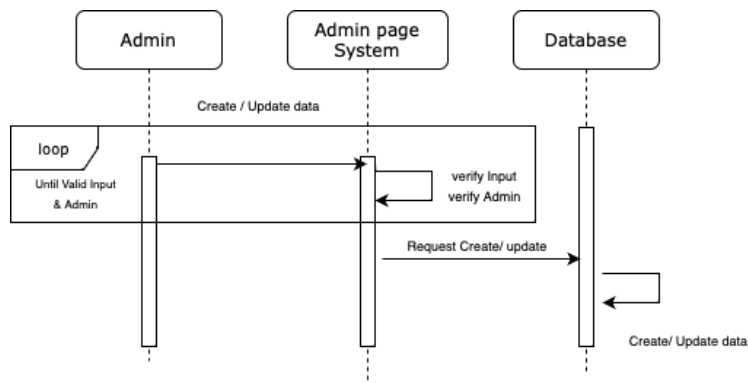 Admin
Admin page
System
Database
Create / Update data
loop
Until Valid Input
& Admin
verify Input
verify Admin
Request Create/ update
Create/ Update data